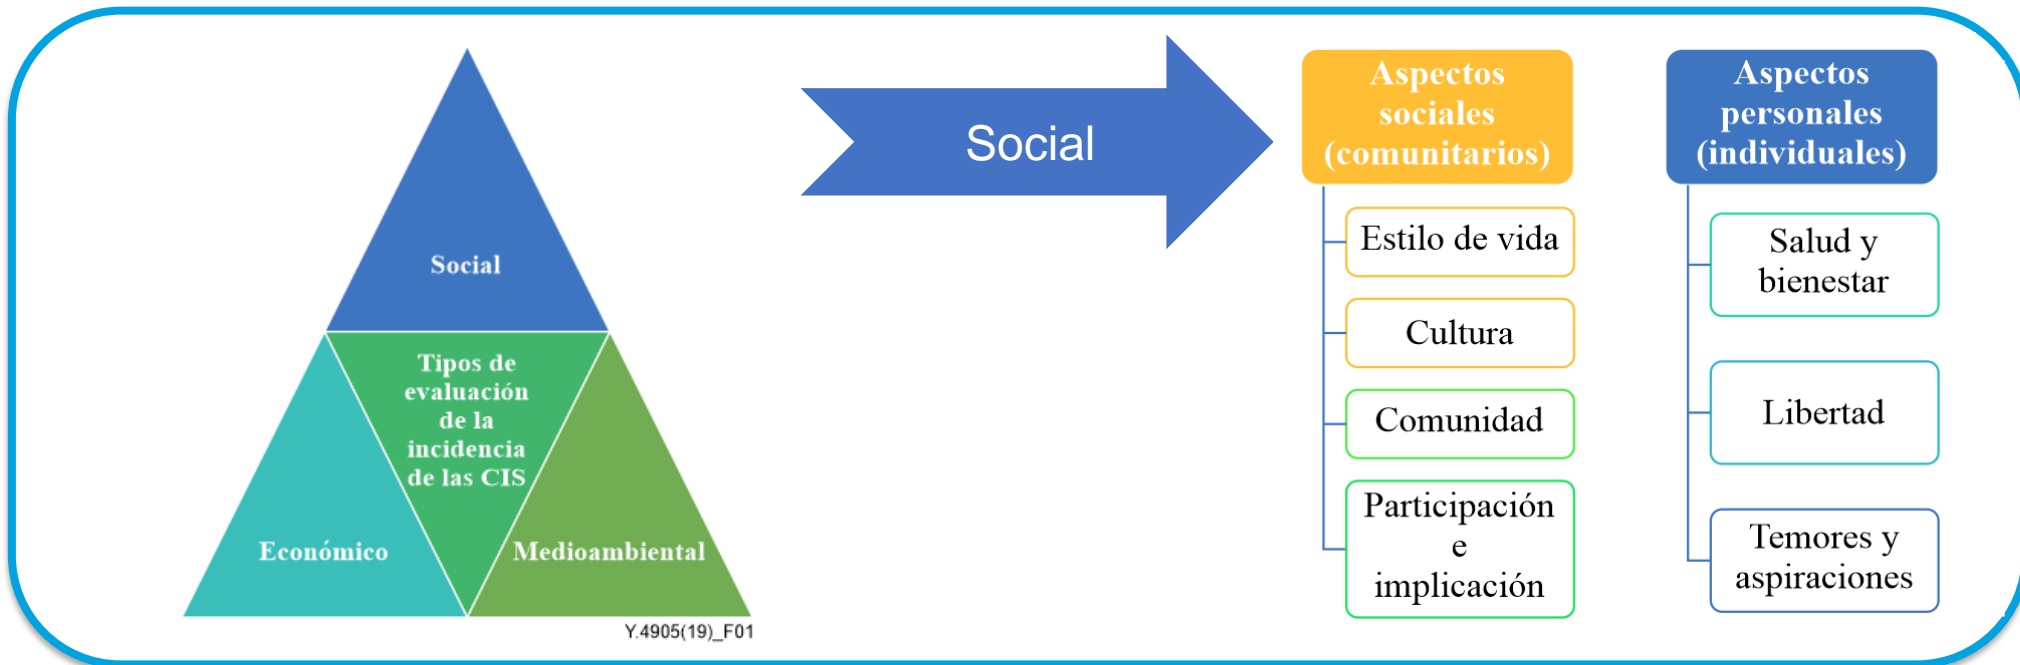 Social
Tipos de
evaluación
de la
incidencia
de las CIS
Económico
Medioambiental
Y.4905(19)_F01
Social
Aspectos
sociales
(comunitarios)
Estilo de vida
Cultura
Comunidad
Participación
e
implicación
Aspectos
personales
(individuales)
Salud y
bienestar
Libertad
Temores y
aspiraciones